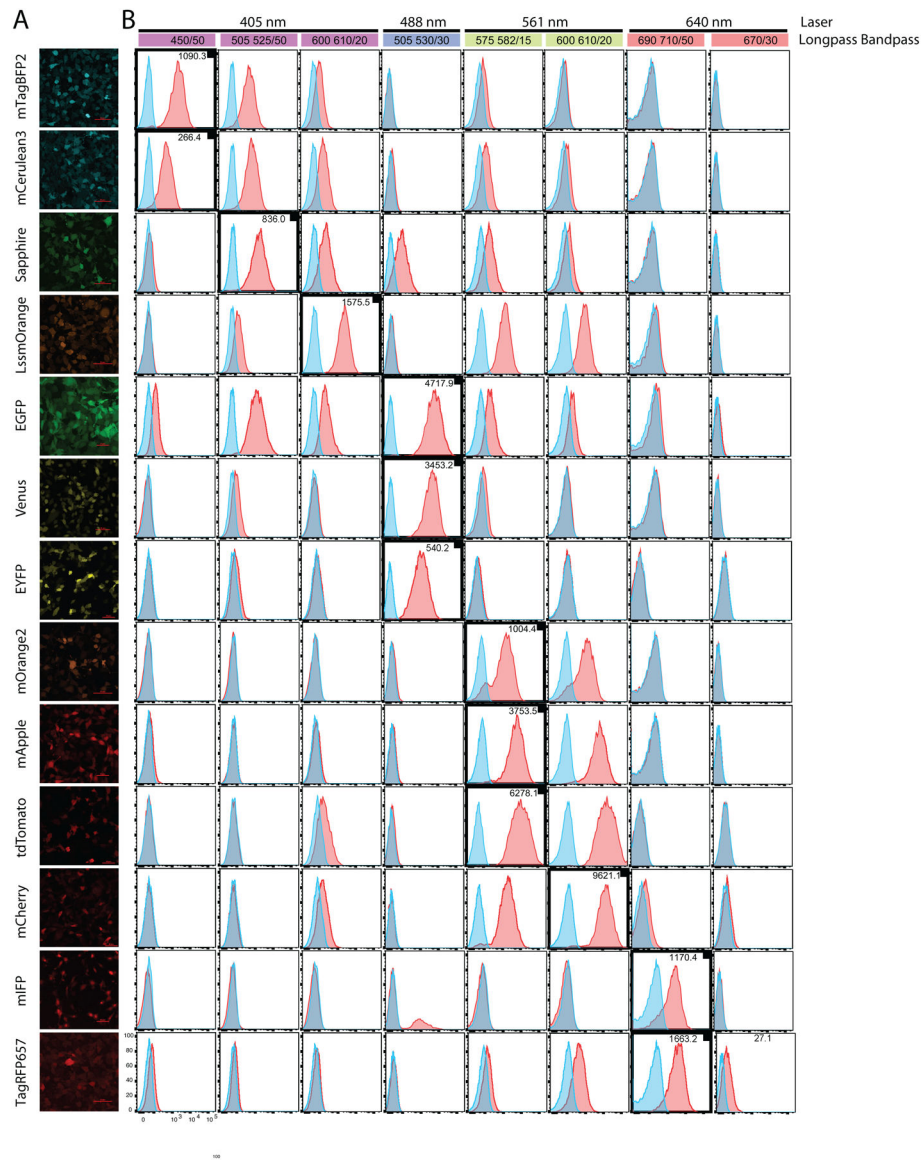 A
B
405 nm 488 nm 561 nm 640 nm Laser
450/50 505 525/50 600 610/20 505 530/30 575 582/15 600 610/20 690 710/50 670/30 Longpass Bandpass
mTagBFP2 1090.3
mCerulean3 266.4
Sapphire 836.0
LssmOrange 1575.5
EGFP 4717.9
Venus 3453.2
EYFP 540.2
mOrange2 1004.4
mApple 3753.5
tdTomato 6278.1
mCherry 9621.1
mIFP 1170.4
TagRFP657 1663.2 27.1
100
80
60
40
20
0
0 10³ 10⁴ 10⁵
100